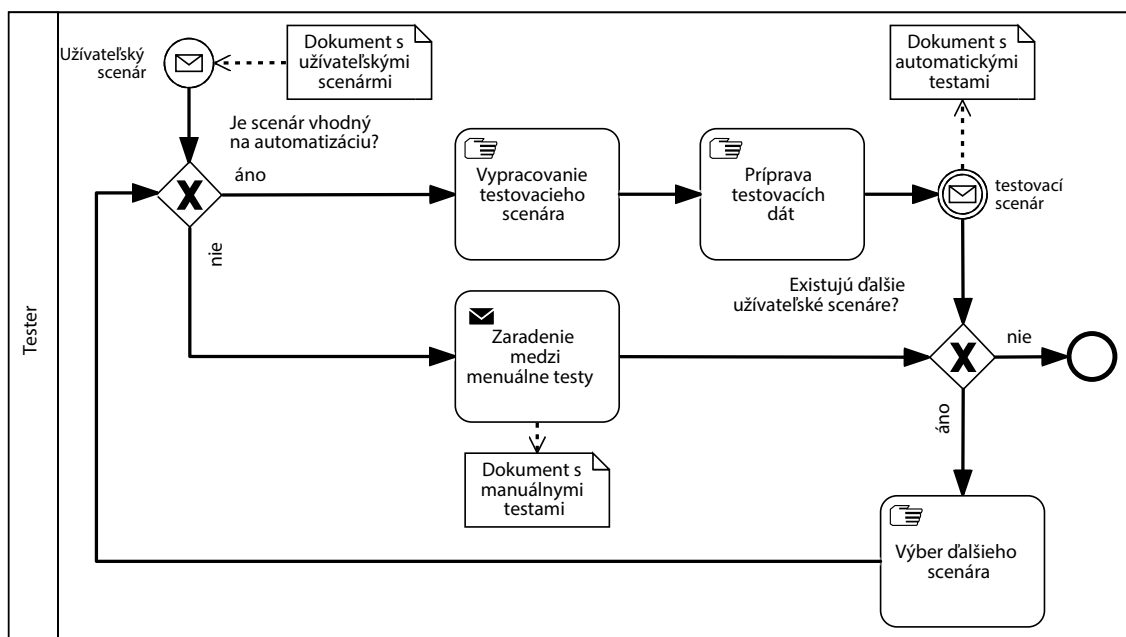 Tester
Užívateľský
scenár
Dokument s
užívateľskými
scenármi
Dokument s
automatickými
testami
Je scenár vhodný
na automatizáciu?
áno
nie
Vypracovanie
testovacieho
scenára
Príprava
testovacích
dát
testovací
scenár
Existujú ďalšie
užívateľské scenáre?
Zaradenie
medzi
menuálne testy
nie
áno
Dokument s
manuálnymi
testami
Výber ďalšieho
scenára